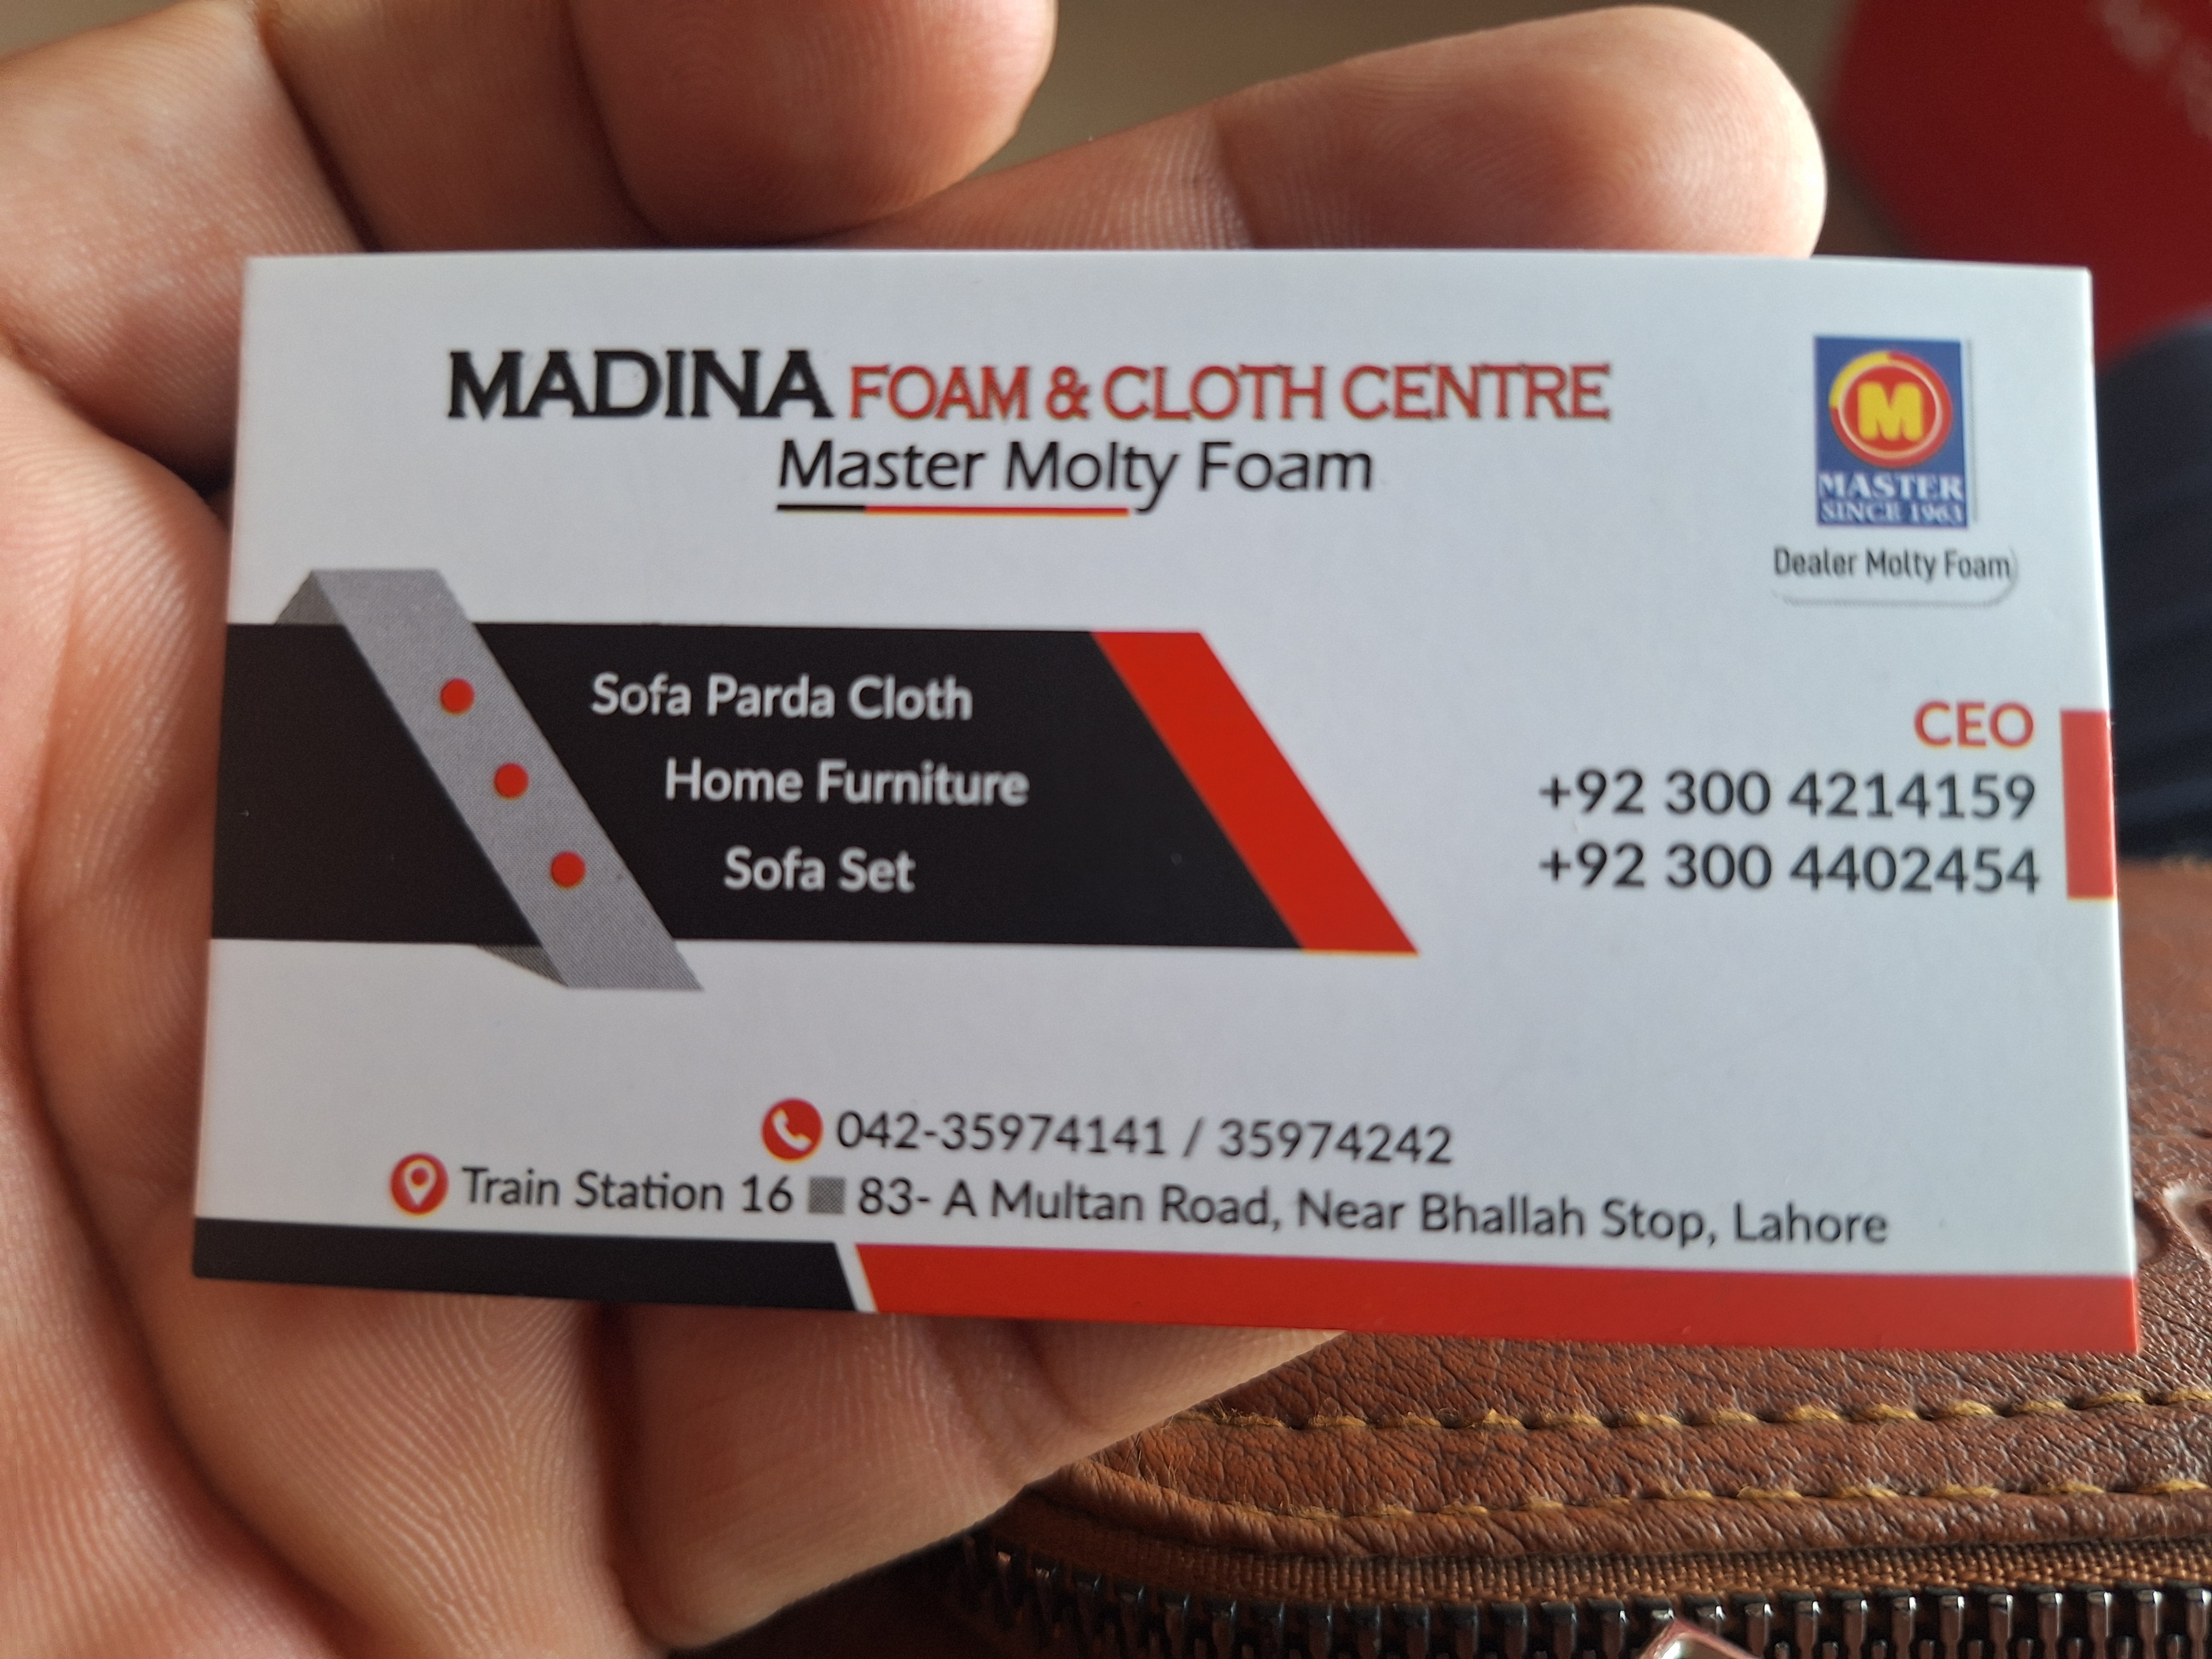 MADINA FOAM & CLOTH CENTRE
Master Molty Foam
M
MASTER
SINCE 1963
Dealer Molty Foam
Sofa Parda Cloth
Home Furniture
Sofa Set
CEO
+92 300 4214159
+92 300 4402454
042-35974141 / 35974242
Train Station 16 83- A Multan Road, Near Bhallah Stop, Lahore